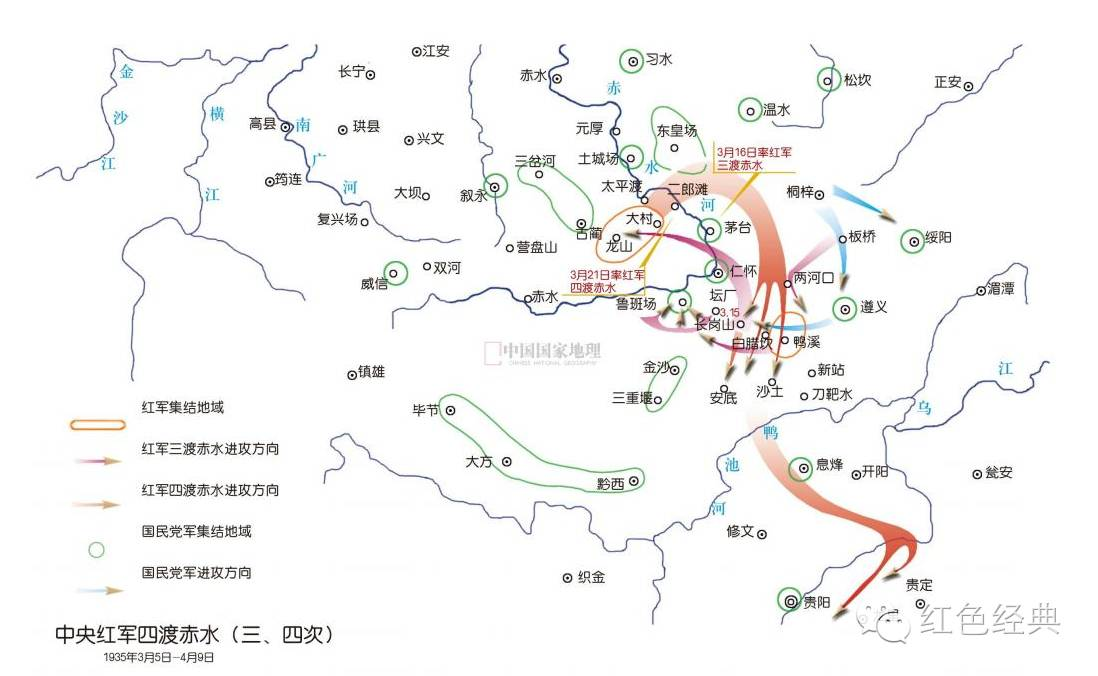 江安
习水
长宁
赤水
赤
松坎
正安
金
沙
江
横
江
高县
南
广
河
珙县
兴文
元厚
东皇场
温水
三岔河
土城场
水
河
3月16日率红军
三渡赤水
筠连
大坝
叙永
太平渡
二郎滩
桐梓
复兴场
古蔺
大村
龙山
茅台
板桥
绥阳
营盘山
双河
威信
3月21日率红军
四渡赤水
仁怀
两河口
赤水
鲁班场
坛厂
3.15
长岗山
遵义
湄潭
中国国家地理
CHINESE NATIONAL GEOGRAPHY
白腊坎
鸭溪
镇雄
金沙
三重堰
安底
沙土
新站
刀靶水
乌
江
毕节
大方
黔西
鸭
池
河
息烽
开阳
瓮安
修文
织金
贵阳
贵定
红军集结地域
红军三渡赤水进攻方向
红军四渡赤水进攻方向
国民党军集结地域
国民党军进攻方向
中央红军四渡赤水（三、四次）
1935年3月5日-4月9日
红色经典